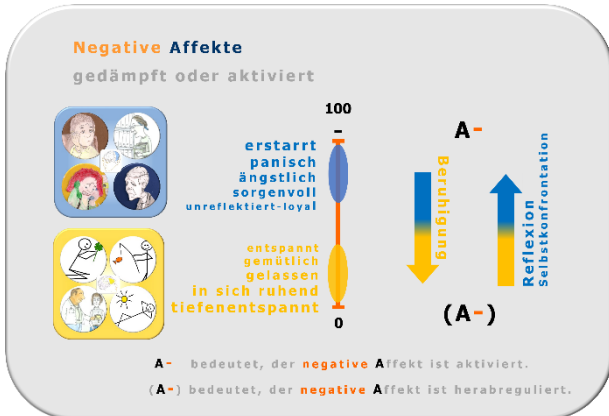 Negative Affekte
gedämpft oder aktiviert
100
-
erstarrt
panisch
ängstlich
sorgenvoll
unreflektiert-loyal
entspannt
gemütlich
gelassen
in sich ruhend
tiefenentspannt
0
A-
Beruhigung
Reflexion
Selbstkonfrontation
(A-)
A- bedeutet, der negative Affekt ist aktiviert.
(A-) bedeutet, der negative Affekt ist herabreguliert.